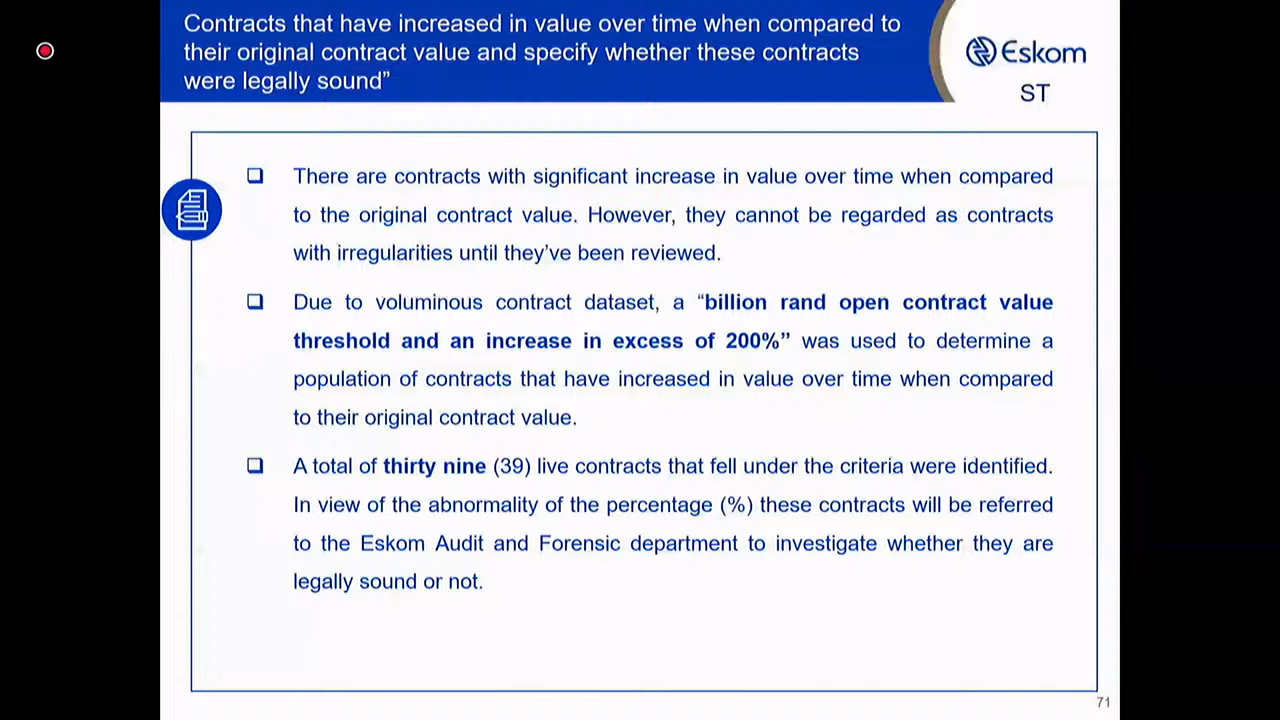 Contracts that have increased in value over time when compared to
their original contract value and specify whether these contracts
were legally sound”
Eskom
ST
There are contracts with significant increase in value over time when compared
to the original contract value. However, they cannot be regarded as contracts
with irregularities until they’ve been reviewed.
Due to voluminous contract dataset, a “billion rand open contract value
threshold and an increase in excess of 200%” was used to determine a
population of contracts that have increased in value over time when compared
to their original contract value.
A total of thirty nine (39) live contracts that fell under the criteria were identified.
In view of the abnormality of the percentage (%) these contracts will be referred
to the Eskom Audit and Forensic department to investigate whether they are
legally sound or not.
71